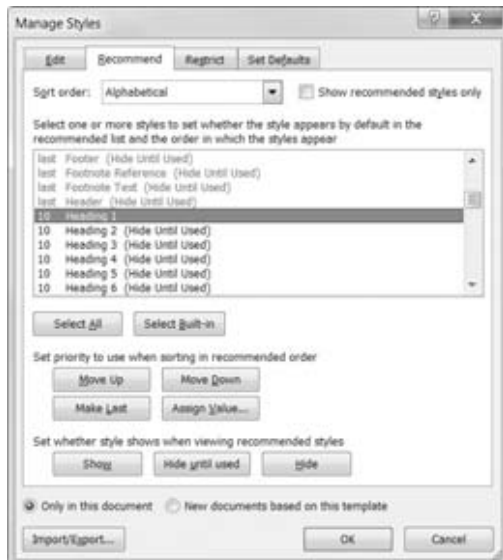 Manage Styles
Edit Recommend Restrict Set Defaults
Sort order: Alphabetical Show recommended styles only
Select one or more styles to set whether the style appears by default in the
recommended list and the order in which the styles appear
last Footer (Hide Until Used)
last Footnote Reference (Hide Until Used)
last Footnote Text (Hide Until Used)
last Header (Hide Until Used)
10 Heading 1
10 Heading 2 (Hide Until Used)
10 Heading 3 (Hide Until Used)
10 Heading 4 (Hide Until Used)
10 Heading 5 (Hide Until Used)
10 Heading 6 (Hide Until Used)
Select All Select Built-in
Set priority to use when sorting in recommended order
Move Up Move Down
Make Last Assign Value...
Set whether style shows when viewing recommended styles
Show Hide until used Hide
Only in this document New documents based on this template
Import/Export... OK Cancel